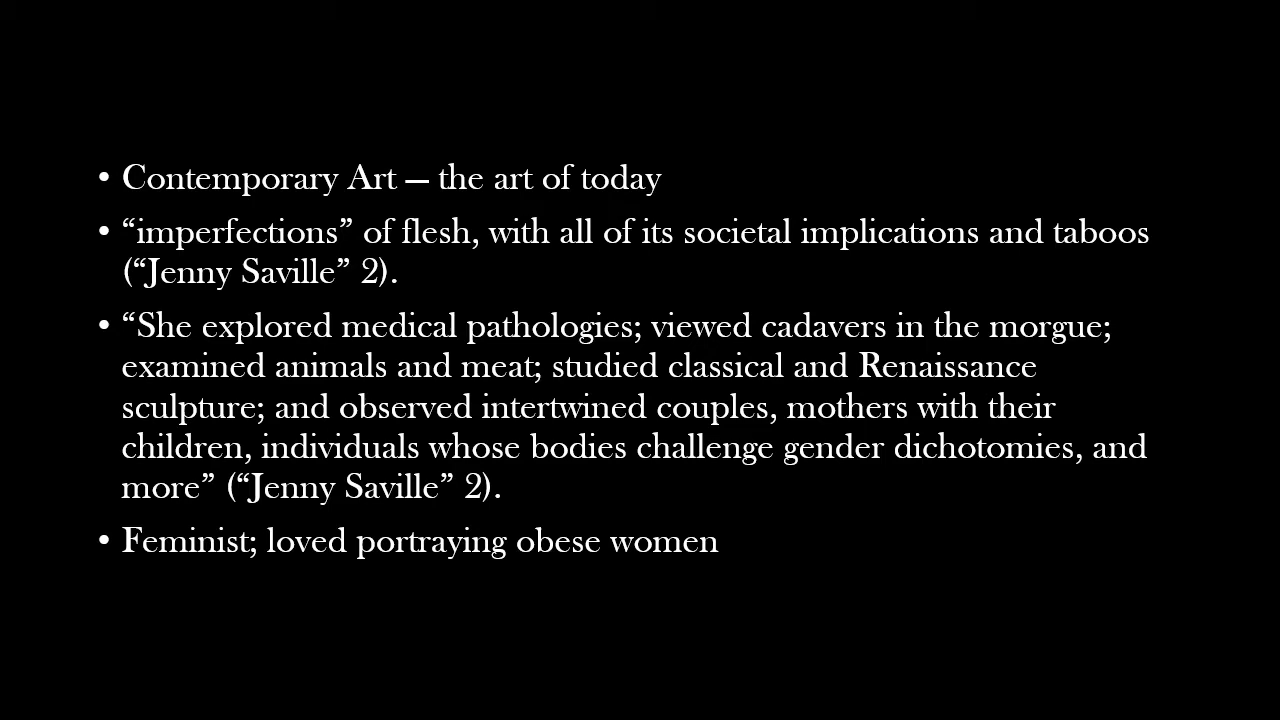 • Contemporary Art — the art of today
• “imperfections” of flesh, with all of its societal implications and taboos
(“Jenny Saville” 2).
• “She explored medical pathologies; viewed cadavers in the morgue;
examined animals and meat; studied classical and Renaissance
sculpture; and observed intertwined couples, mothers with their
children, individuals whose bodies challenge gender dichotomies, and
more” (“Jenny Saville” 2).
• Feminist; loved portraying obese women